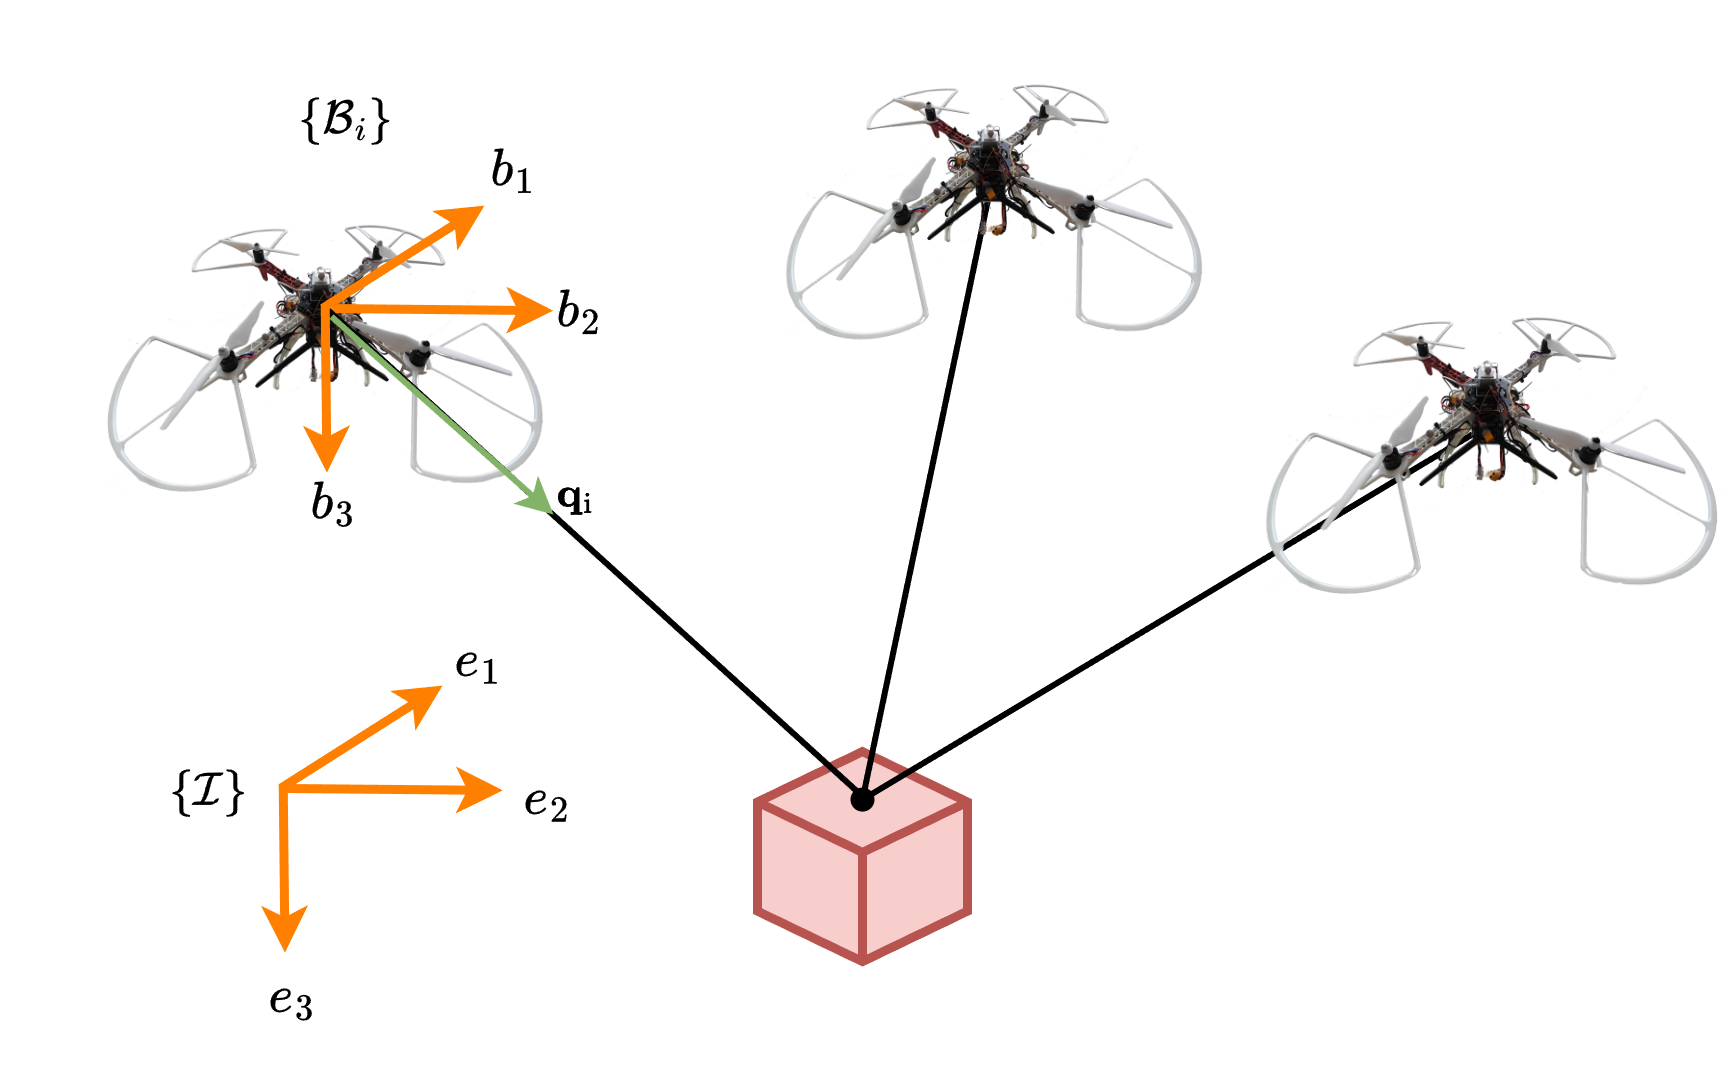 {ℬᵢ}
b₁
b₂
b₃
qᵢ
e₁
{ℐ}
e₂
e₃